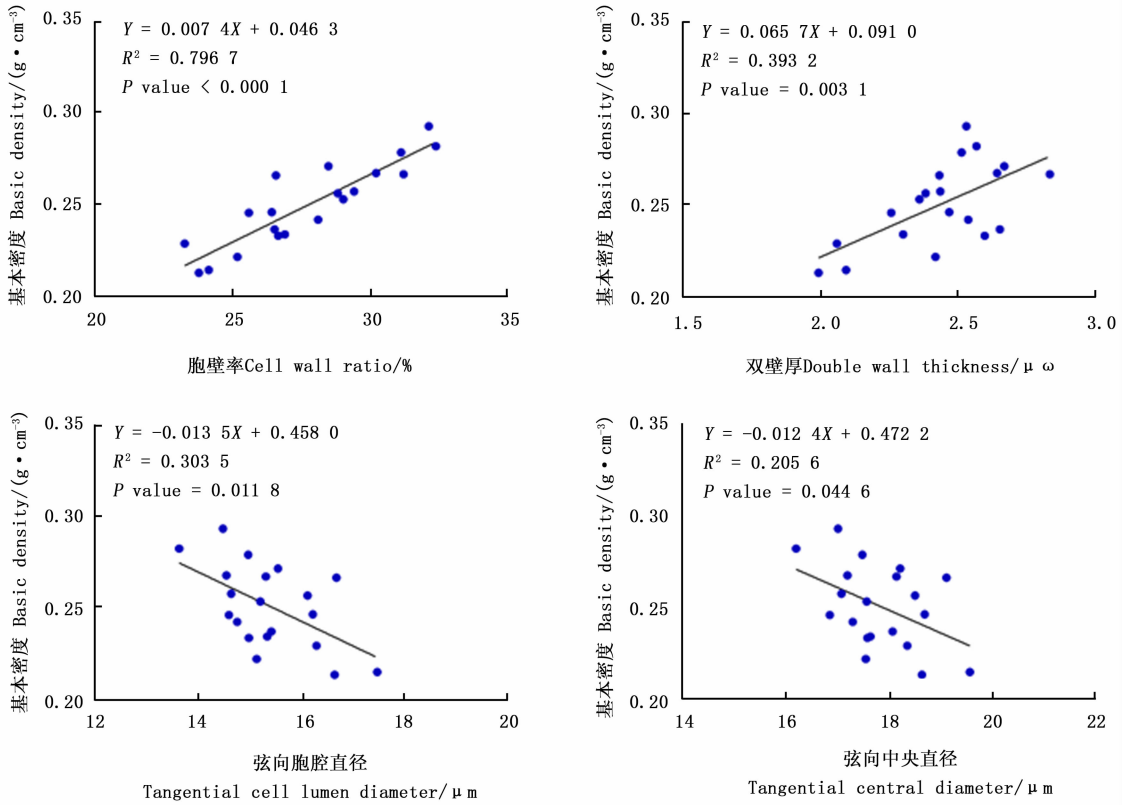 Y = 0.007 4X + 0.046 3
R² = 0.796 7
P value < 0.000 1
基本密度 Basic density/(g·cm⁻³)
0.35
0.30
0.25
0.20
20
25
30
35
胞壁率Cell wall ratio/%
Y = 0.065 7X + 0.091 0
R² = 0.393 2
P value = 0.003 1
基本密度 Basic density/(g·cm⁻³)
0.35
0.30
0.25
0.20
1.5
2.0
2.5
3.0
双壁厚Double wall thickness/μ ω
Y = -0.013 5X + 0.458 0
R² = 0.303 5
P value = 0.011 8
基本密度 Basic density/(g·cm⁻³)
0.35
0.30
0.25
0.20
12
14
16
18
20
弦向胞腔直径
Tangential cell lumen diameter/μm
Y = -0.012 4X + 0.472 2
R² = 0.205 6
P value = 0.044 6
基本密度 Basic density/(g·cm⁻³)
0.35
0.30
0.25
0.20
14
16
18
20
22
弦向中央直径
Tangential central diameter/μm